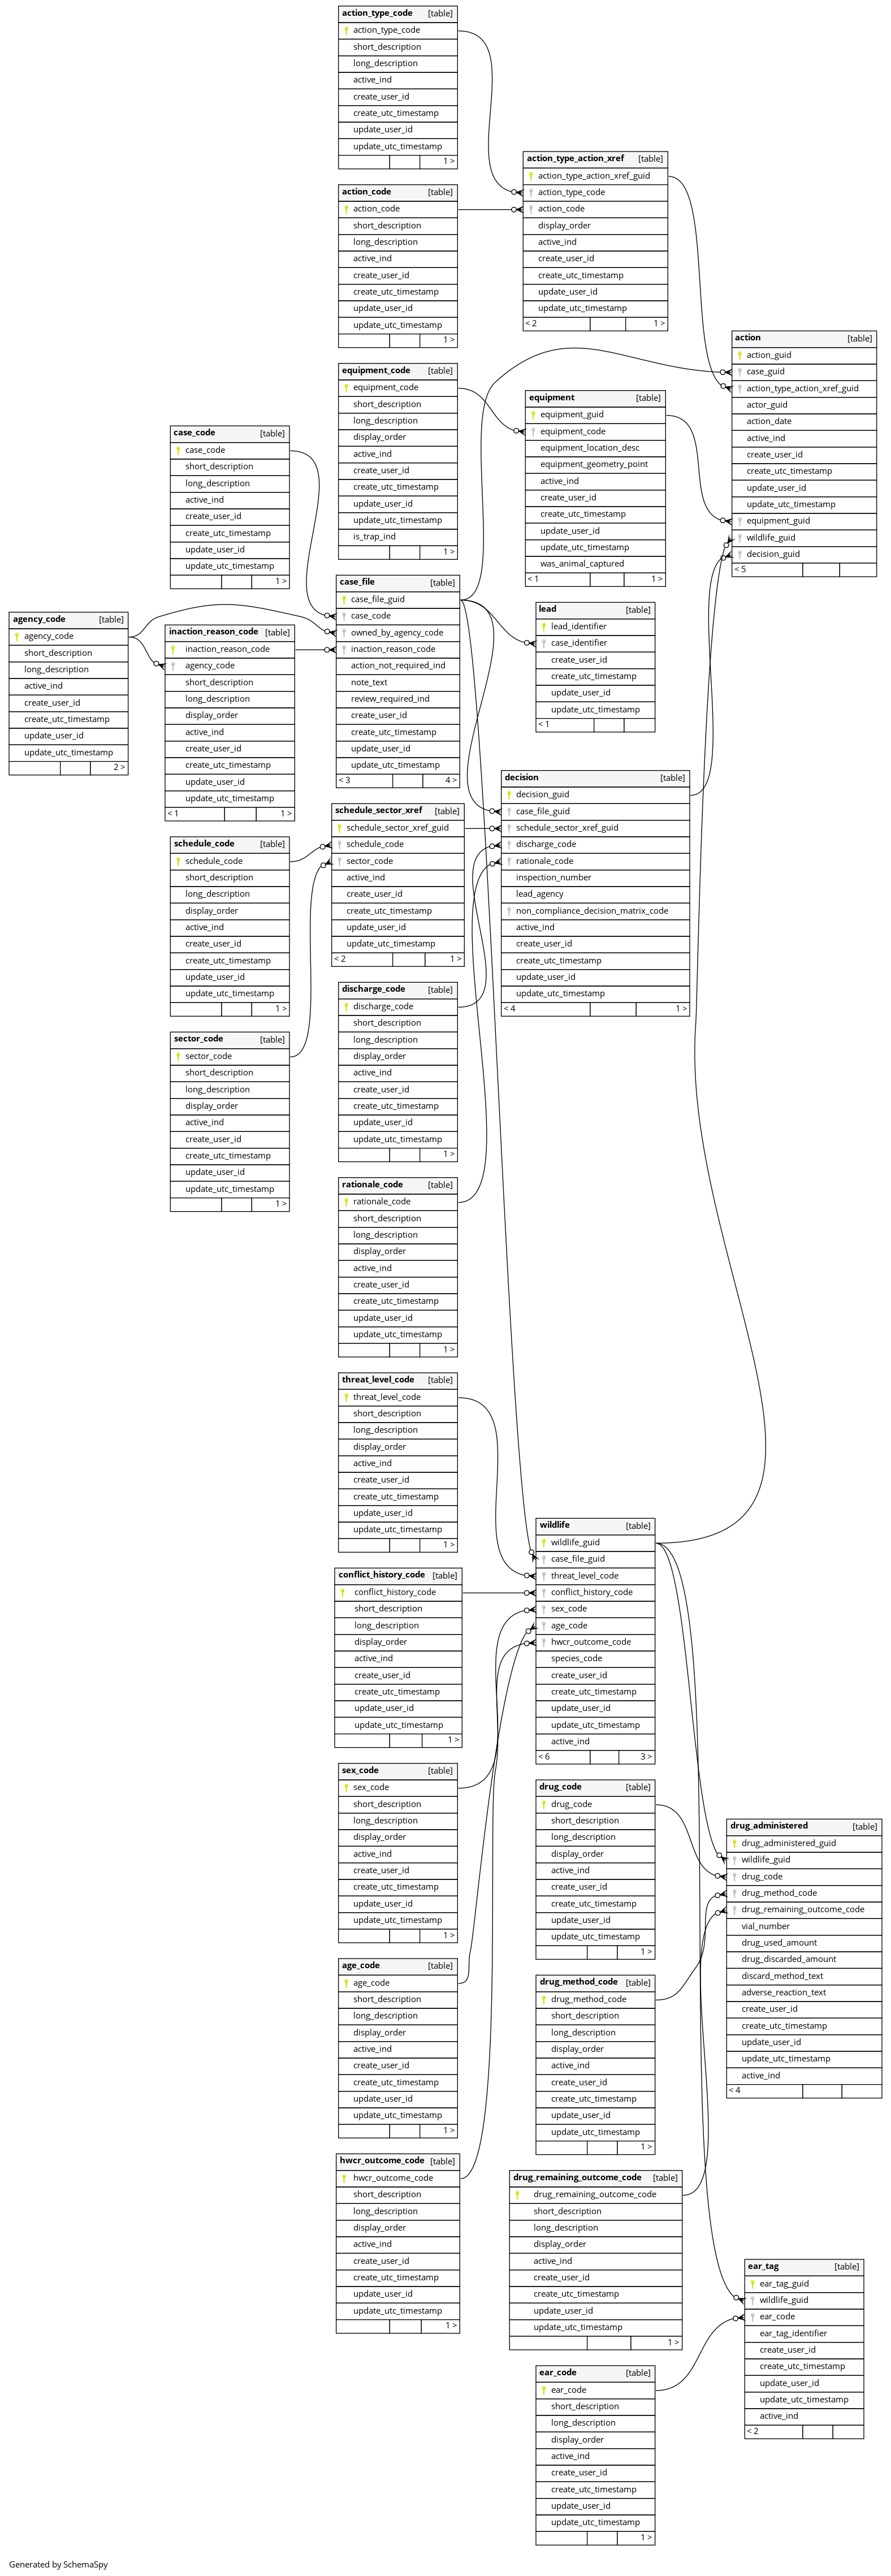 action_type_code [table]
action_type_code
short_description
long_description
active_ind
create_user_id
create_utc_timestamp
update_user_id
update_utc_timestamp
1 >
action_type_action_xref [table]
action_type_action_xref_guid
action_type_code
action_code
display_order
active_ind
create_user_id
create_utc_timestamp
update_user_id
update_utc_timestamp
< 2 1 >
action_code [table]
action_code
short_description
long_description
active_ind
create_user_id
create_utc_timestamp
update_user_id
update_utc_timestamp
1 >
action [table]
action_guid
case_guid
action_type_action_xref_guid
actor_guid
action_date
active_ind
create_user_id
create_utc_timestamp
update_user_id
update_utc_timestamp
equipment_guid
wildlife_guid
decision_guid
< 5
equipment_code [table]
equipment_code
short_description
long_description
display_order
active_ind
create_user_id
create_utc_timestamp
update_user_id
update_utc_timestamp
is_trap_ind
1 >
equipment [table]
equipment_guid
equipment_code
equipment_location_desc
equipment_geometry_point
active_ind
create_user_id
create_utc_timestamp
update_user_id
update_utc_timestamp
was_animal_captured
< 1 1 >
case_code [table]
case_code
short_description
long_description
active_ind
create_user_id
create_utc_timestamp
update_user_id
update_utc_timestamp
1 >
case_file [table]
case_file_guid
case_code
owned_by_agency_code
inaction_reason_code
action_not_required_ind
note_text
review_required_ind
create_user_id
create_utc_timestamp
update_user_id
update_utc_timestamp
< 3 4 >
lead [table]
lead_identifier
case_identifier
create_user_id
create_utc_timestamp
update_user_id
update_utc_timestamp
< 1
agency_code [table]
agency_code
short_description
long_description
active_ind
create_user_id
create_utc_timestamp
update_user_id
update_utc_timestamp
2 >
inaction_reason_code [table]
inaction_reason_code
agency_code
short_description
long_description
display_order
active_ind
create_user_id
create_utc_timestamp
update_user_id
update_utc_timestamp
< 1 1 >
decision [table]
decision_guid
case_file_guid
schedule_sector_xref_guid
discharge_code
rationale_code
inspection_number
lead_agency
non_compliance_decision_matrix_code
active_ind
create_user_id
create_utc_timestamp
update_user_id
update_utc_timestamp
< 4 1 >
schedule_sector_xref [table]
schedule_sector_xref_guid
schedule_code
sector_code
active_ind
create_user_id
create_utc_timestamp
update_user_id
update_utc_timestamp
< 2 1 >
schedule_code [table]
schedule_code
short_description
long_description
display_order
active_ind
create_user_id
create_utc_timestamp
update_user_id
update_utc_timestamp
1 >
discharge_code [table]
discharge_code
short_description
long_description
display_order
active_ind
create_user_id
create_utc_timestamp
update_user_id
update_utc_timestamp
1 >
sector_code [table]
sector_code
short_description
long_description
display_order
active_ind
create_user_id
create_utc_timestamp
update_user_id
update_utc_timestamp
1 >
rationale_code [table]
rationale_code
short_description
long_description
display_order
active_ind
create_user_id
create_utc_timestamp
update_user_id
update_utc_timestamp
1 >
threat_level_code [table]
threat_level_code
short_description
long_description
display_order
active_ind
create_user_id
create_utc_timestamp
update_user_id
update_utc_timestamp
1 >
wildlife [table]
wildlife_guid
case_file_guid
threat_level_code
conflict_history_code
sex_code
age_code
hwcr_outcome_code
species_code
create_user_id
create_utc_timestamp
update_user_id
update_utc_timestamp
active_ind
< 6 3 >
conflict_history_code [table]
conflict_history_code
short_description
long_description
display_order
active_ind
create_user_id
create_utc_timestamp
update_user_id
update_utc_timestamp
1 >
sex_code [table]
sex_code
short_description
long_description
display_order
active_ind
create_user_id
create_utc_timestamp
update_user_id
update_utc_timestamp
1 >
drug_code [table]
drug_code
short_description
long_description
display_order
active_ind
create_user_id
create_utc_timestamp
update_user_id
update_utc_timestamp
1 >
drug_administered [table]
drug_administered_guid
wildlife_guid
drug_code
drug_method_code
drug_remaining_outcome_code
vial_number
drug_used_amount
drug_discarded_amount
discard_method_text
adverse_reaction_text
create_user_id
create_utc_timestamp
update_user_id
update_utc_timestamp
active_ind
< 4
age_code [table]
age_code
short_description
long_description
display_order
active_ind
create_user_id
create_utc_timestamp
update_user_id
update_utc_timestamp
1 >
drug_method_code [table]
drug_method_code
short_description
long_description
display_order
active_ind
create_user_id
create_utc_timestamp
update_user_id
update_utc_timestamp
1 >
hwcr_outcome_code [table]
hwcr_outcome_code
short_description
long_description
display_order
active_ind
create_user_id
create_utc_timestamp
update_user_id
update_utc_timestamp
1 >
drug_remaining_outcome_code [table]
drug_remaining_outcome_code
short_description
long_description
display_order
active_ind
create_user_id
create_utc_timestamp
update_user_id
update_utc_timestamp
1 >
ear_tag [table]
ear_tag_guid
wildlife_guid
ear_code
ear_tag_identifier
create_user_id
create_utc_timestamp
update_user_id
update_utc_timestamp
active_ind
< 2
ear_code [table]
ear_code
short_description
long_description
display_order
active_ind
create_user_id
create_utc_timestamp
update_user_id
update_utc_timestamp
1 >
Generated by SchemaSpy